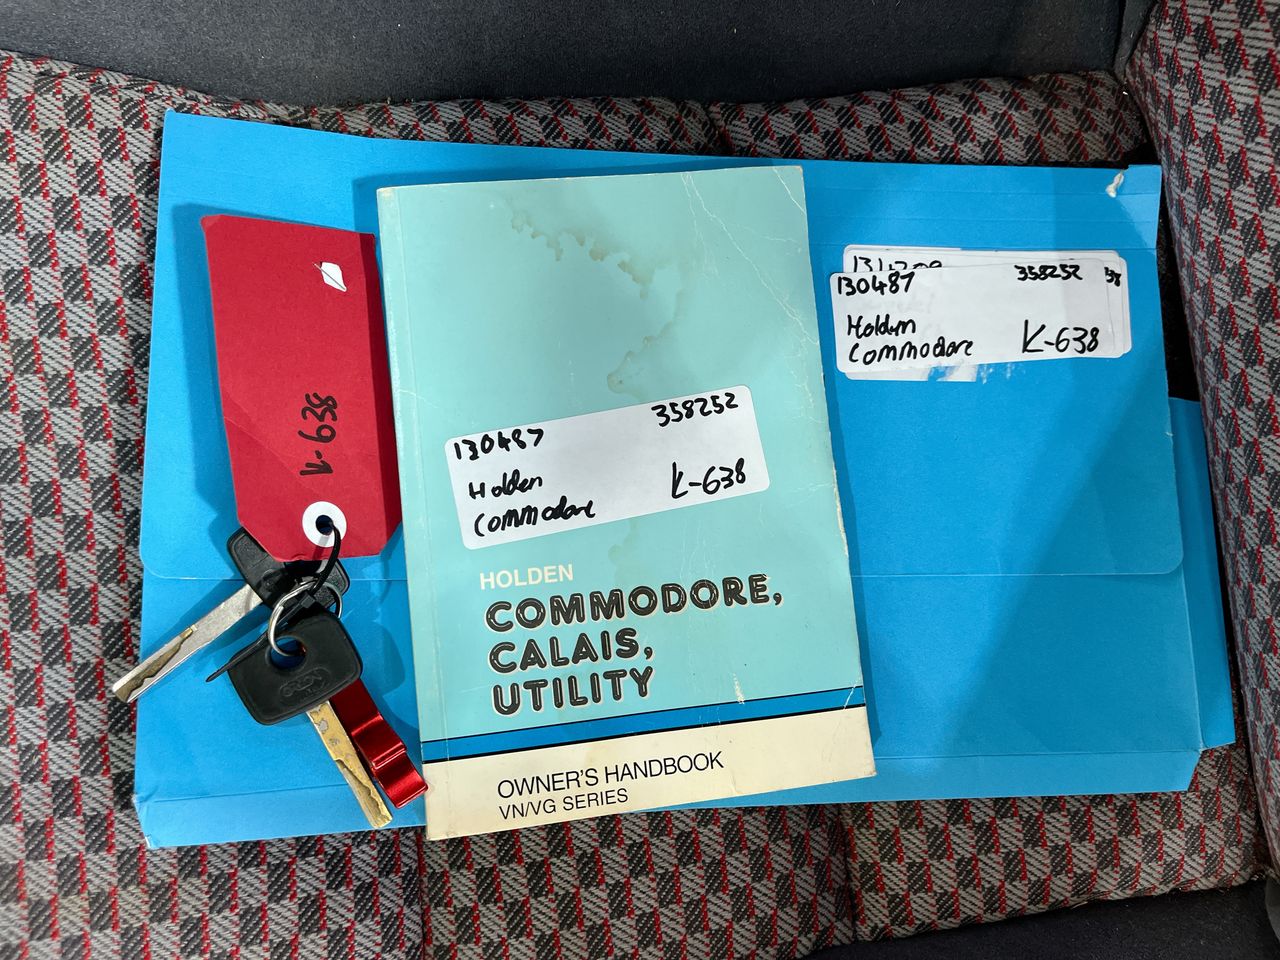 K-638
130487
358252
Holden
Commodore
K-638
HOLDEN
COMMODORE,
CALAIS,
UTILITY
OWNER'S HANDBOOK
VN/VG SERIES
130487
358252
38
Holden
Commodore
K-638